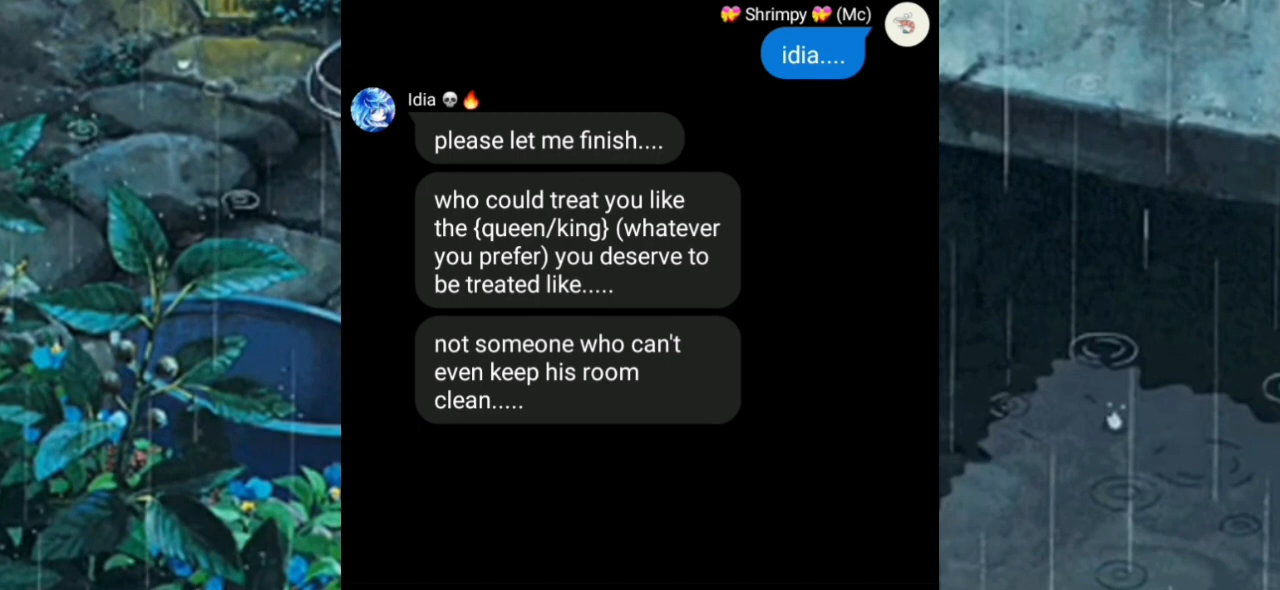 💝 Shrimpy 💝 (Mc)
idia....
Idia 💀🔥
please let me finish....
who could treat you like
the {queen/king} (whatever
you prefer) you deserve to
be treated like.....
not someone who can't
even keep his room
clean.....